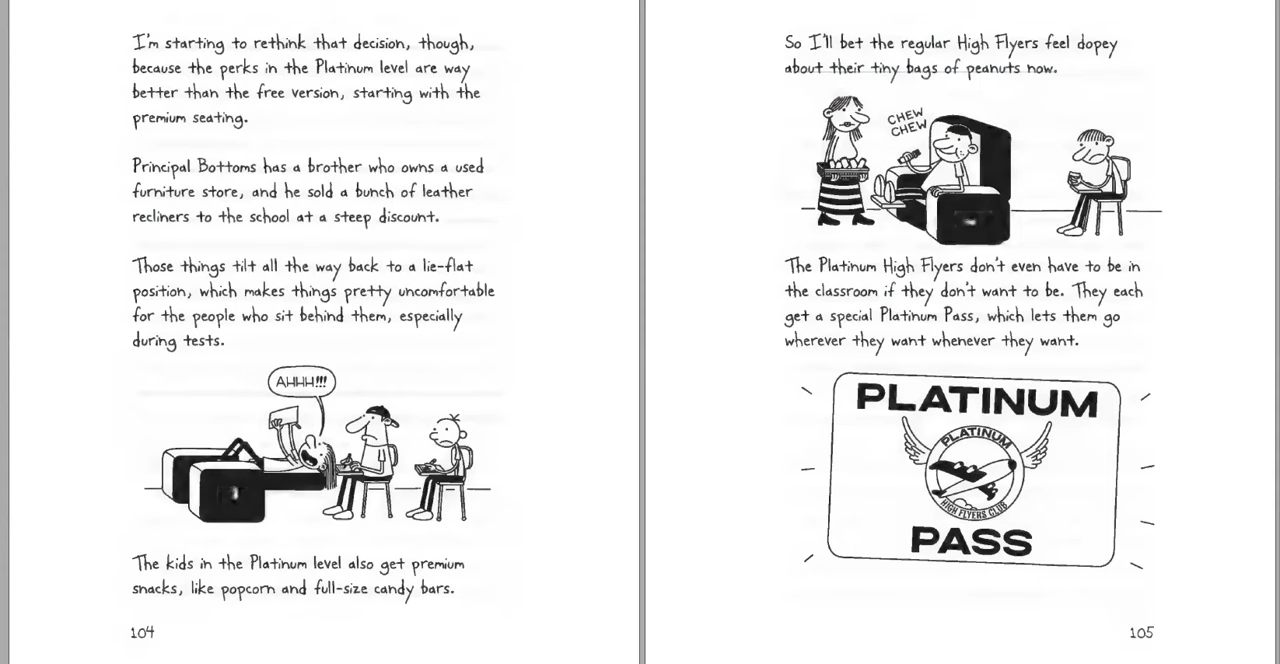 I'm starting to rethink that decision, though,
because the perks in the Platinum level are way
better than the free version, starting with the
premium seating.
Principal Bottoms has a brother who owns a used
furniture store, and he sold a bunch of leather
recliners to the school at a steep discount.
Those things tilt all the way back to a lie-flat
position, which makes things pretty uncomfortable
for the people who sit behind them, especially
during tests.
AHHH!!!
The kids in the Platinum level also get premium
snacks, like popcorn and full-size candy bars.
104
So I'll bet the regular High Flyers feel dopey
about their tiny bags of peanuts now.
CHEW
CHEW
The Platinum High Flyers don't even have to be in
the classroom if they don't want to be. They each
get a special Platinum Pass, which lets them go
wherever they want whenever they want.
PLATINUM
PLATINUM
HIGH FLYERS CLUB
PASS
105